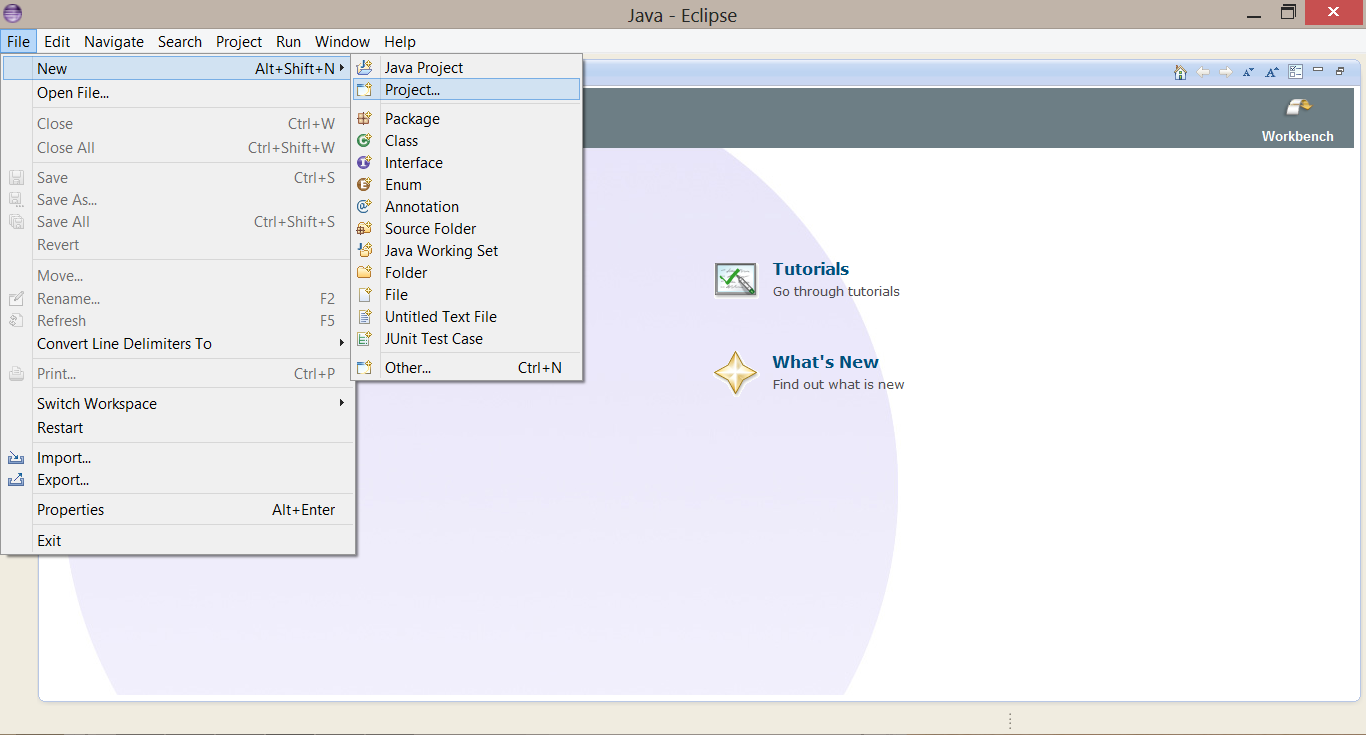 Java - Eclipse
File Edit Navigate Search Project Run Window Help
New Alt+Shift+N
Open File...
Close Ctrl+W
Close All Ctrl+Shift+W
Save Ctrl+S
Save As...
Save All Ctrl+Shift+S
Revert
Move...
Rename... F2
Refresh F5
Convert Line Delimiters To
Print... Ctrl+P
Switch Workspace
Restart
Import...
Export...
Properties Alt+Enter
Exit
Java Project
Project...
Package
Class
Interface
Enum
Annotation
Source Folder
Java Working Set
Folder
File
Untitled Text File
JUnit Test Case
Other... Ctrl+N
Workbench
Tutorials
Go through tutorials
What's New
Find out what is new